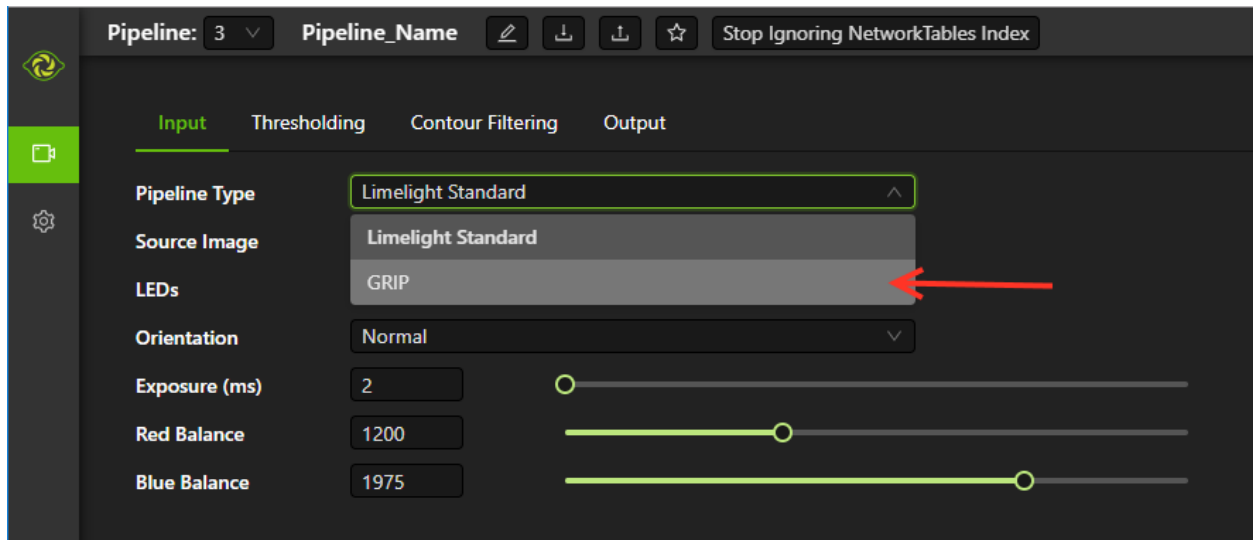 Pipeline: 3 Pipeline_Name Stop Ignoring NetworkTables Index
Input Thresholding Contour Filtering Output
Pipeline Type Limelight Standard
Source Image Limelight Standard
LEDs GRIP
Orientation Normal
Exposure (ms) 2
Red Balance 1200
Blue Balance 1975